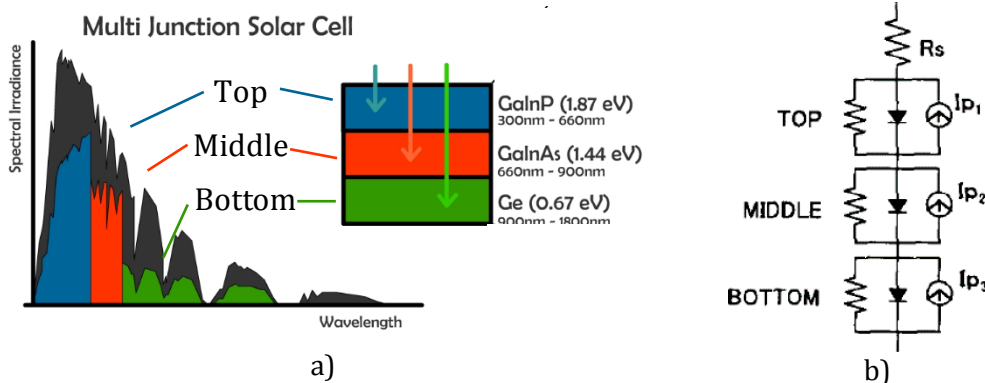 Multi Junction Solar Cell
Spectral Irradiance
Top
Middle
Bottom
GaInP (1.87 eV)
300nm - 660nm
GaInAs (1.44 eV)
660nm - 900nm
Ge (0.67 eV)
900nm - 1800nm
Wavelength
a)
b)
Rs
TOP
Ip1
MIDDLE
Ip2
BOTTOM
Ip3